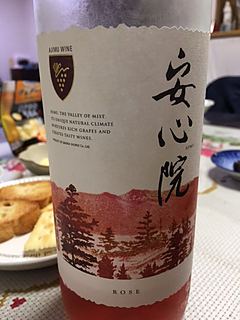 AJIMU WINE
AJIMU, THE VALLEY OF MIST.
ITS UNIQUE NATURAL CLIMATE
NURTURES RICH GRAPES AND
CREATES TASTY WINES.
安心院
AJIMU
ROSE